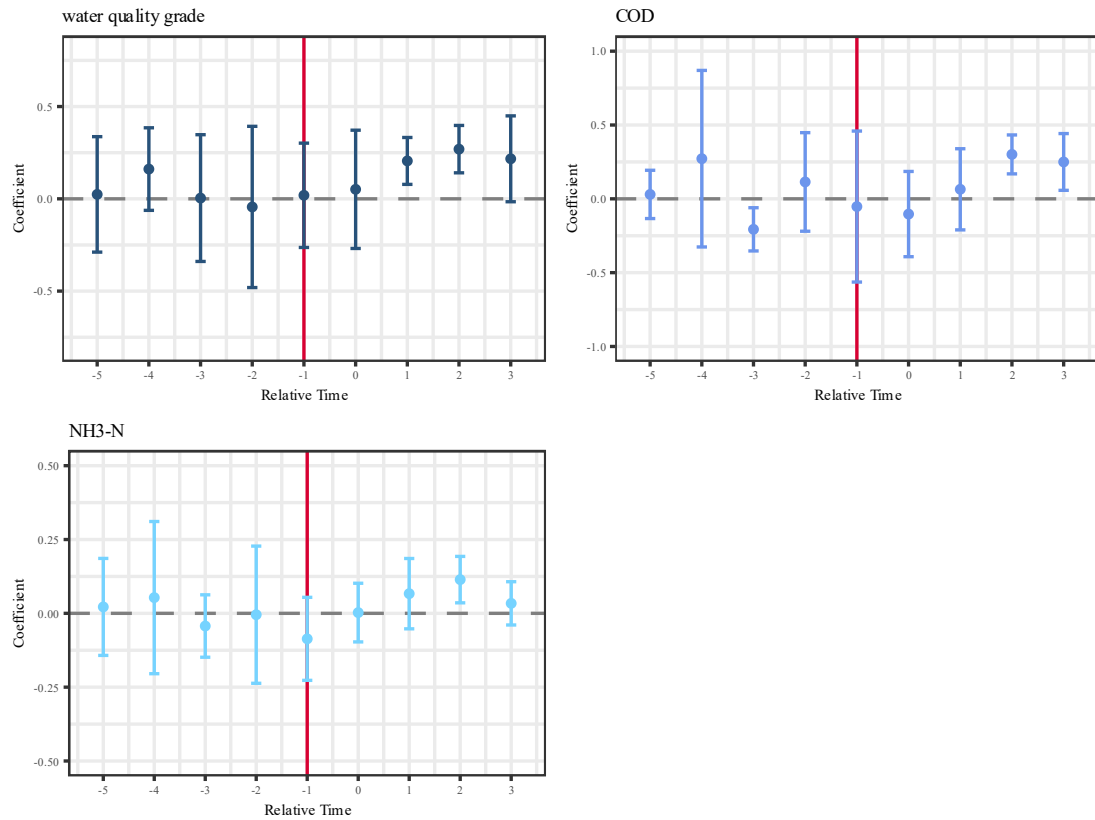 water quality grade
0.5
0.0
-0.5
Coefficient
-5 -4 -3 -2 -1 0 1 2 3
Relative Time
COD
1.0
0.5
0.0
-0.5
-1.0
Coefficient
-5 -4 -3 -2 -1 0 1 2 3
Relative Time
NH3-N
0.50
0.25
0.00
-0.25
-0.50
Coefficient
-5 -4 -3 -2 -1 0 1 2 3
Relative Time